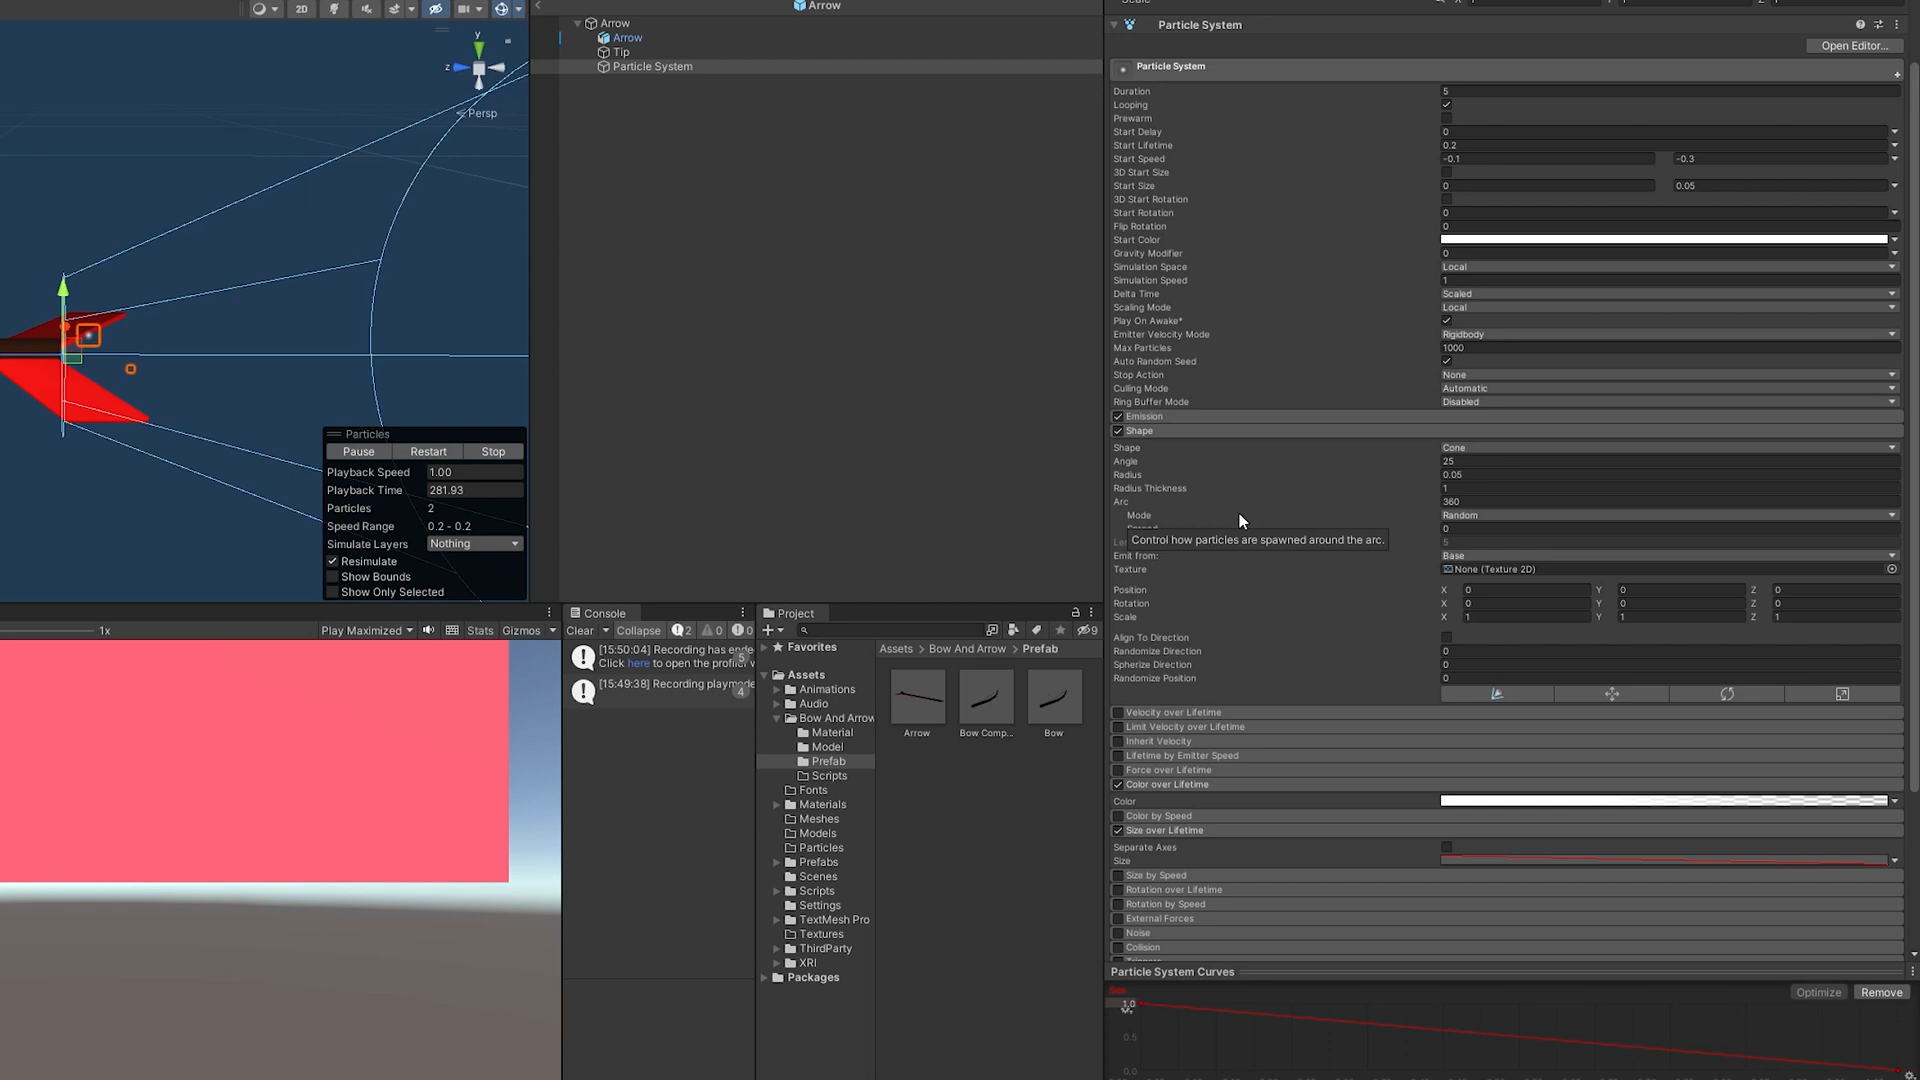 2D
y
z
< Persp
Particles
Pause
Restart
Stop
Playback Speed
1.00
Playback Time
281.93
Particles
2
Speed Range
0.2 - 0.2
Simulate Layers
Nothing
Resimulate
Show Bounds
Show Only Selected
Arrow
Arrow
Arrow
Tip
Particle System
1x
Play Maximized
Stats
Gizmos
Console
Clear
Collapse
2
0
0
[15:50:04] Recording has ende
Click here to open the profiler w
5
[15:49:38] Recording playmode
4
Project
9
Favorites
Assets
Animations
Audio
Bow And Arrow
Material
Model
Prefab
Scripts
Fonts
Materials
Meshes
Models
Particles
Prefabs
Scenes
Scripts
Settings
TextMesh Pro
Textures
ThirdParty
XRI
Packages
Assets > Bow And Arrow > Prefab
Arrow
Bow Comp...
Bow
Particle System
Open Editor...
Particle System
Duration
5
Looping
Prewarm
Start Delay
0
Start Lifetime
0.2
Start Speed
-0.1
-0.3
3D Start Size
Start Size
0
0.05
3D Start Rotation
Start Rotation
0
Flip Rotation
0
Start Color
Gravity Modifier
0
Simulation Space
Local
Simulation Speed
1
Delta Time
Scaled
Scaling Mode
Local
Play On Awake*
Emitter Velocity Mode
Rigidbody
Max Particles
1000
Auto Random Seed
Stop Action
None
Culling Mode
Automatic
Ring Buffer Mode
Disabled
Emission
Shape
Shape
Cone
Angle
25
Radius
0.05
Radius Thickness
1
Arc
360
Mode
Random
0
Control how particles are spawned around the arc.
5
Emit from:
Base
Texture
None (Texture 2D)
Position
X 0 Y 0 Z 0
Rotation
X 0 Y 0 Z 0
Scale
X 1 Y 1 Z 1
Align To Direction
Randomize Direction
0
Spherize Direction
0
Randomize Position
0
Velocity over Lifetime
Limit Velocity over Lifetime
Inherit Velocity
Lifetime by Emitter Speed
Force over Lifetime
Color over Lifetime
Color
Color by Speed
Size over Lifetime
Separate Axes
Size
Size by Speed
Rotation over Lifetime
Rotation by Speed
External Forces
Noise
Collision
Particle System Curves
Optimize
Remove
Size
1.0
0.5
0.0